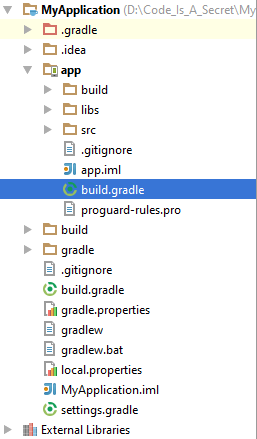 MyApplication (D:\Code_Is_A_Secret\My
.gradle
.idea
app
build
libs
src
.gitignore
app.iml
build.gradle
proguard-rules.pro
build
gradle
.gitignore
build.gradle
gradle.properties
gradlew
gradlew.bat
local.properties
MyApplication.iml
settings.gradle
External Libraries